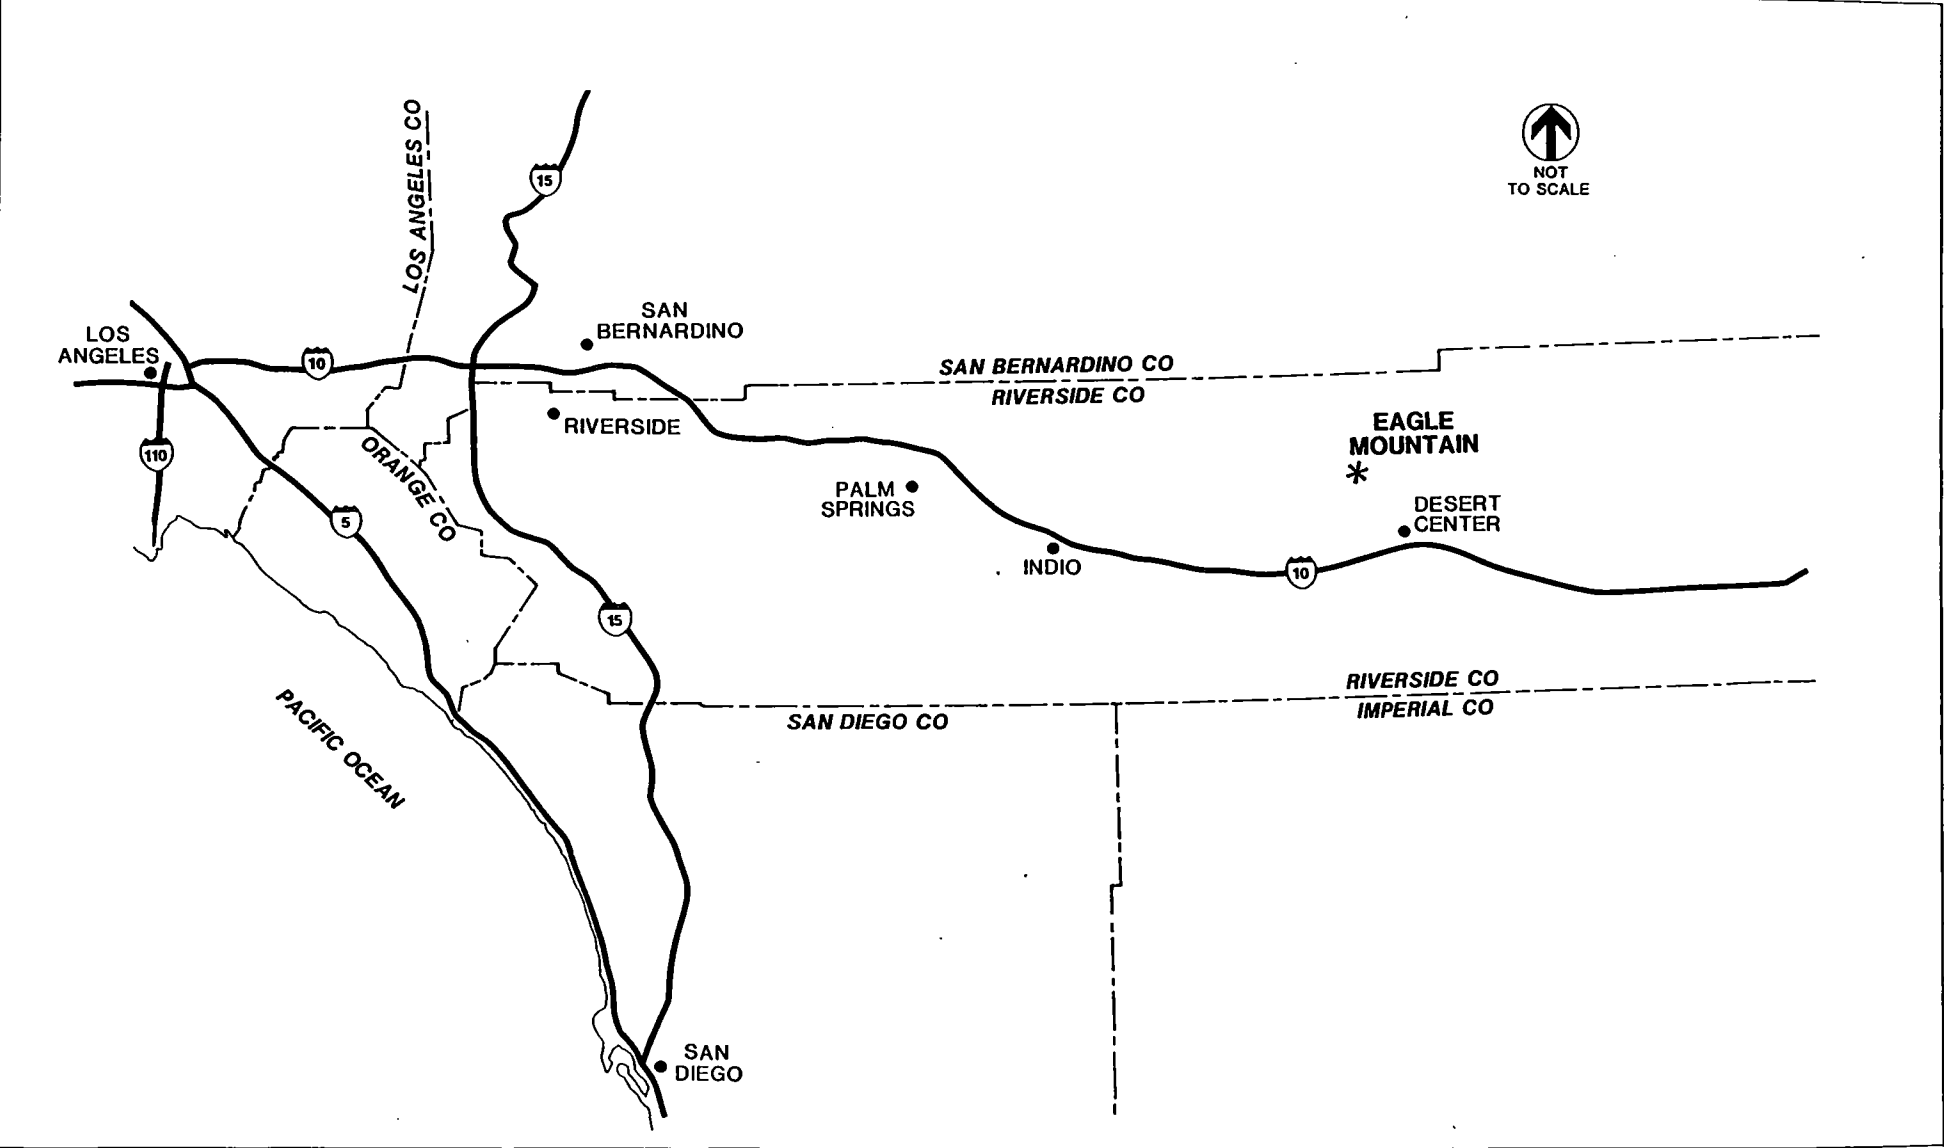 LOS ANGELES CO
15
NOT
TO SCALE
SAN
BERNARDINO
LOS
ANGELES
10
SAN BERNARDINO CO
RIVERSIDE CO
EAGLE
MOUNTAIN
RIVERSIDE
110
ORANGE CO
PALM
SPRINGS
DESERT
CENTER
5
INDIO
10
15
RIVERSIDE CO
IMPERIAL CO
SAN DIEGO CO
PACIFIC OCEAN
SAN
DIEGO